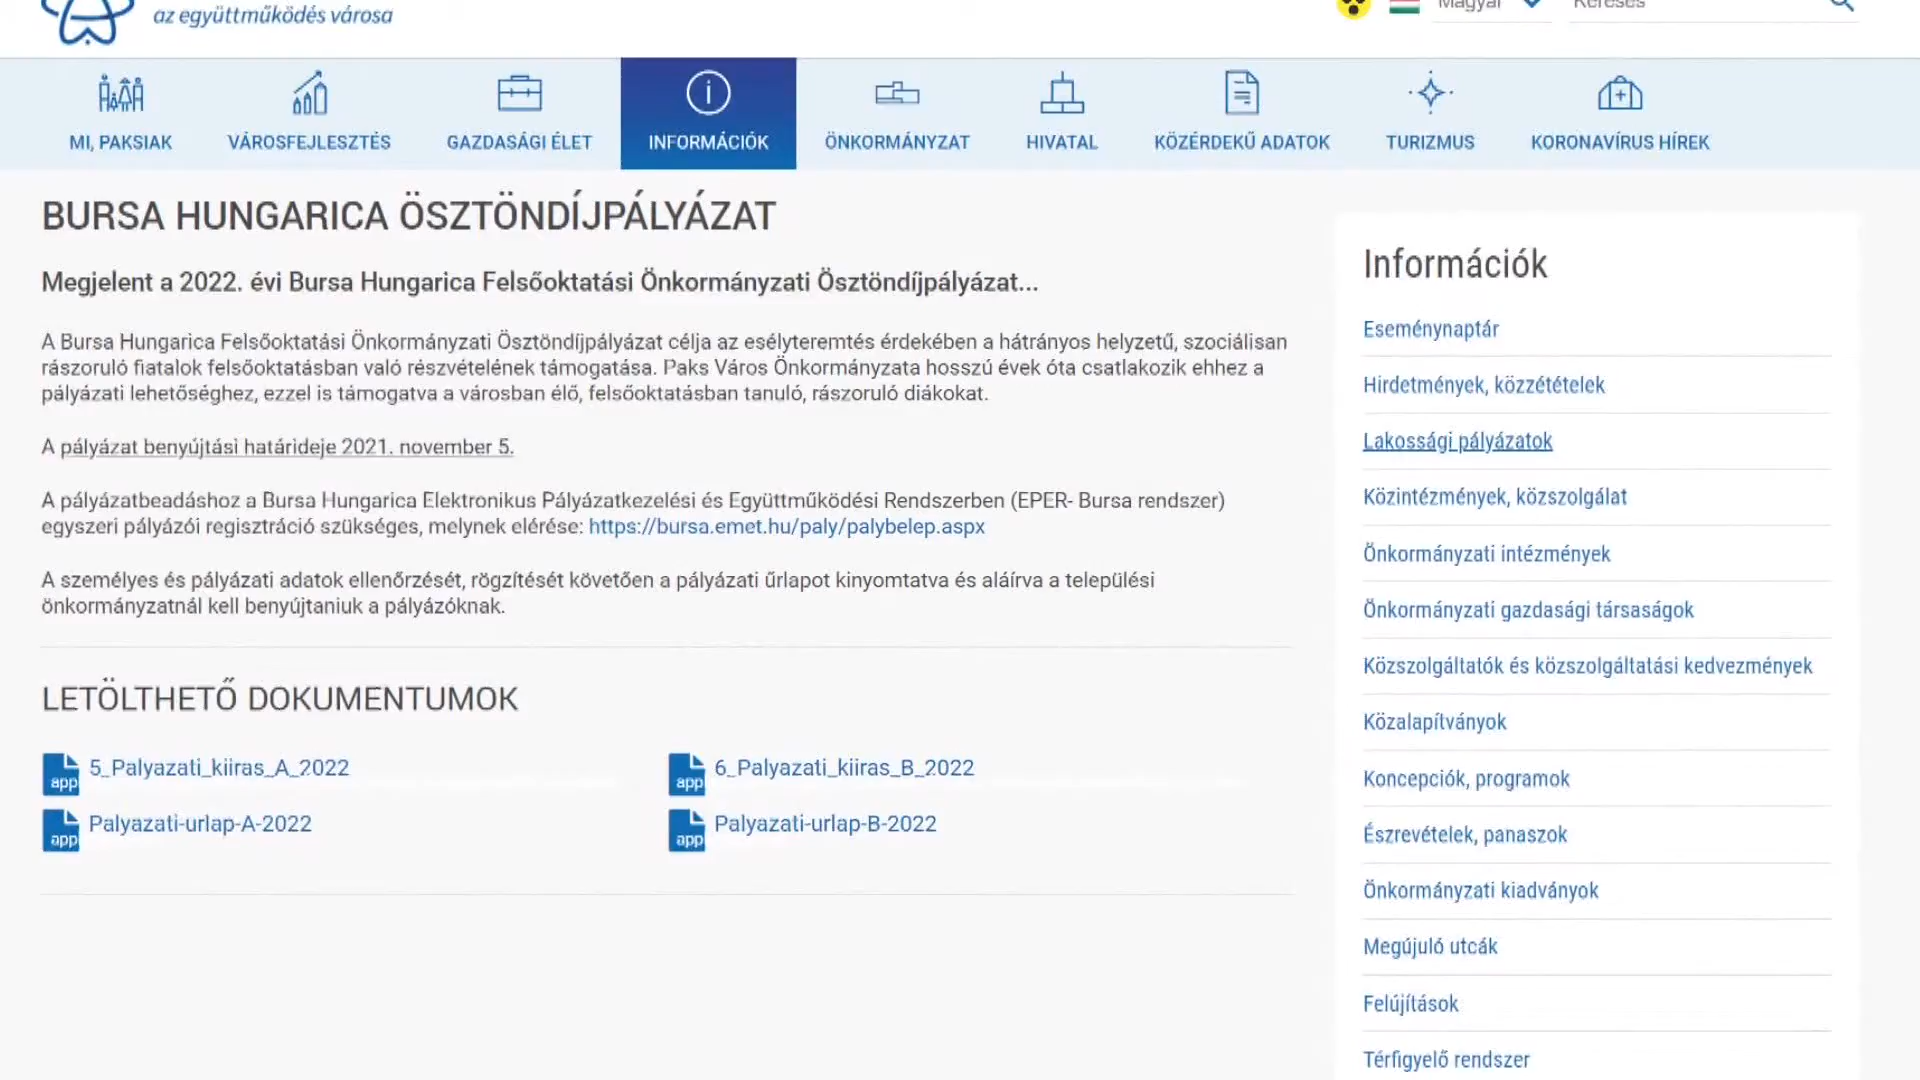 az együttműködés városa
Magyar
Keresés
MI, PAKSIAK
VÁROSFEJLESZTÉS
GAZDASÁGI ÉLET
INFORMÁCIÓK
ÖNKORMÁNYZAT
HIVATAL
KÖZÉRDEKŰ ADATOK
TURIZMUS
KORONAVÍRUS HÍREK
BURSA HUNGARICA ÖSZTÖNDÍJPÁLYÁZAT
Megjelent a 2022. évi Bursa Hungarica Felsőoktatási Önkormányzati Ösztöndíjpályázat...
A Bursa Hungarica Felsőoktatási Önkormányzati Ösztöndíjpályázat célja az esélyteremtés érdekében a hátrányos helyzetű, szociálisan
rászoruló fiatalok felsőoktatásban való részvételének támogatása. Paks Város Önkormányzata hosszú évek óta csatlakozik ehhez a
pályázati lehetőséghez, ezzel is támogatva a városban élő, felsőoktatásban tanuló, rászoruló diákokat.
A pályázat benyújtási határideje 2021. november 5.
A pályázatbeadáshoz a Bursa Hungarica Elektronikus Pályázatkezelési és Együttműködési Rendszerben (EPER- Bursa rendszer)
egyszeri pályázói regisztráció szükséges, melynek elérése: https://bursa.emet.hu/paly/palybelep.aspx
A személyes és pályázati adatok ellenőrzését, rögzítését követően a pályázati űrlapot kinyomtatva és aláírva a települési
önkormányzatnál kell benyújtaniuk a pályázóknak.
LETÖLTHETŐ DOKUMENTUMOK
app 5_Palyazati_kiiras_A_2022
app 6_Palyazati_kiiras_B_2022
app Palyazati-urlap-A-2022
app Palyazati-urlap-B-2022
Információk
Eseménynaptár
Hirdetmények, közzétételek
Lakossági pályázatok
Közintézmények, közszolgálat
Önkormányzati intézmények
Önkormányzati gazdasági társaságok
Közszolgáltatók és közszolgáltatási kedvezmények
Közalapítványok
Koncepciók, programok
Észrevételek, panaszok
Önkormányzati kiadványok
Megújuló utcák
Felújítások
Térfigyelő rendszer